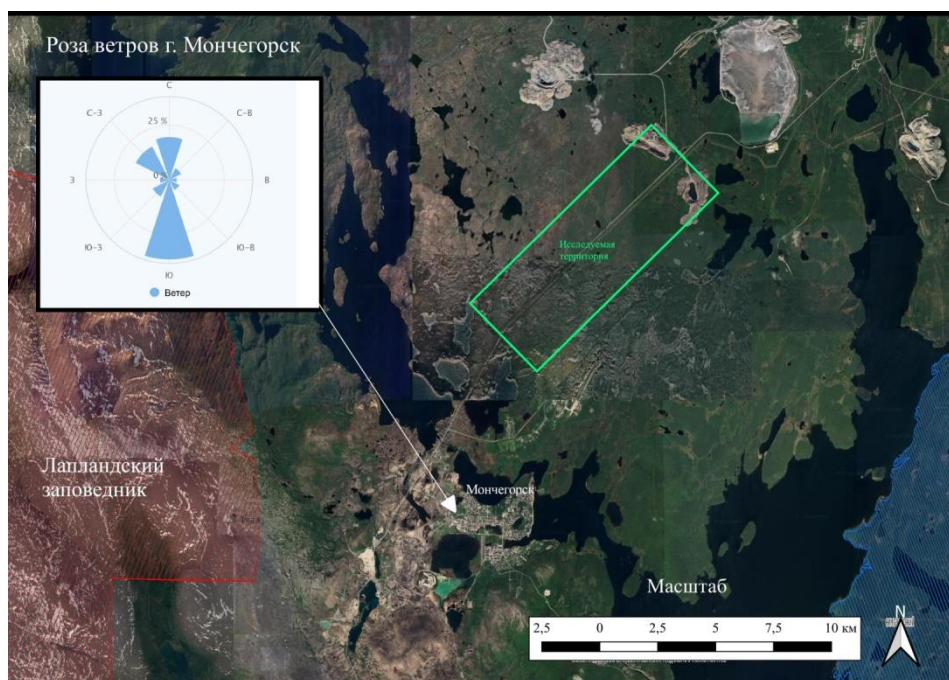 Роза ветров г. Мончегорск
С
С-З
С-В
25 %
0 %
З
В
Ю-З
Ю-В
Ю
Ветер
Исследуемая
территория
Лапландский
заповедник
Мончегорск
Масштаб
2,5 0 2,5 5 7,5 10 км
N